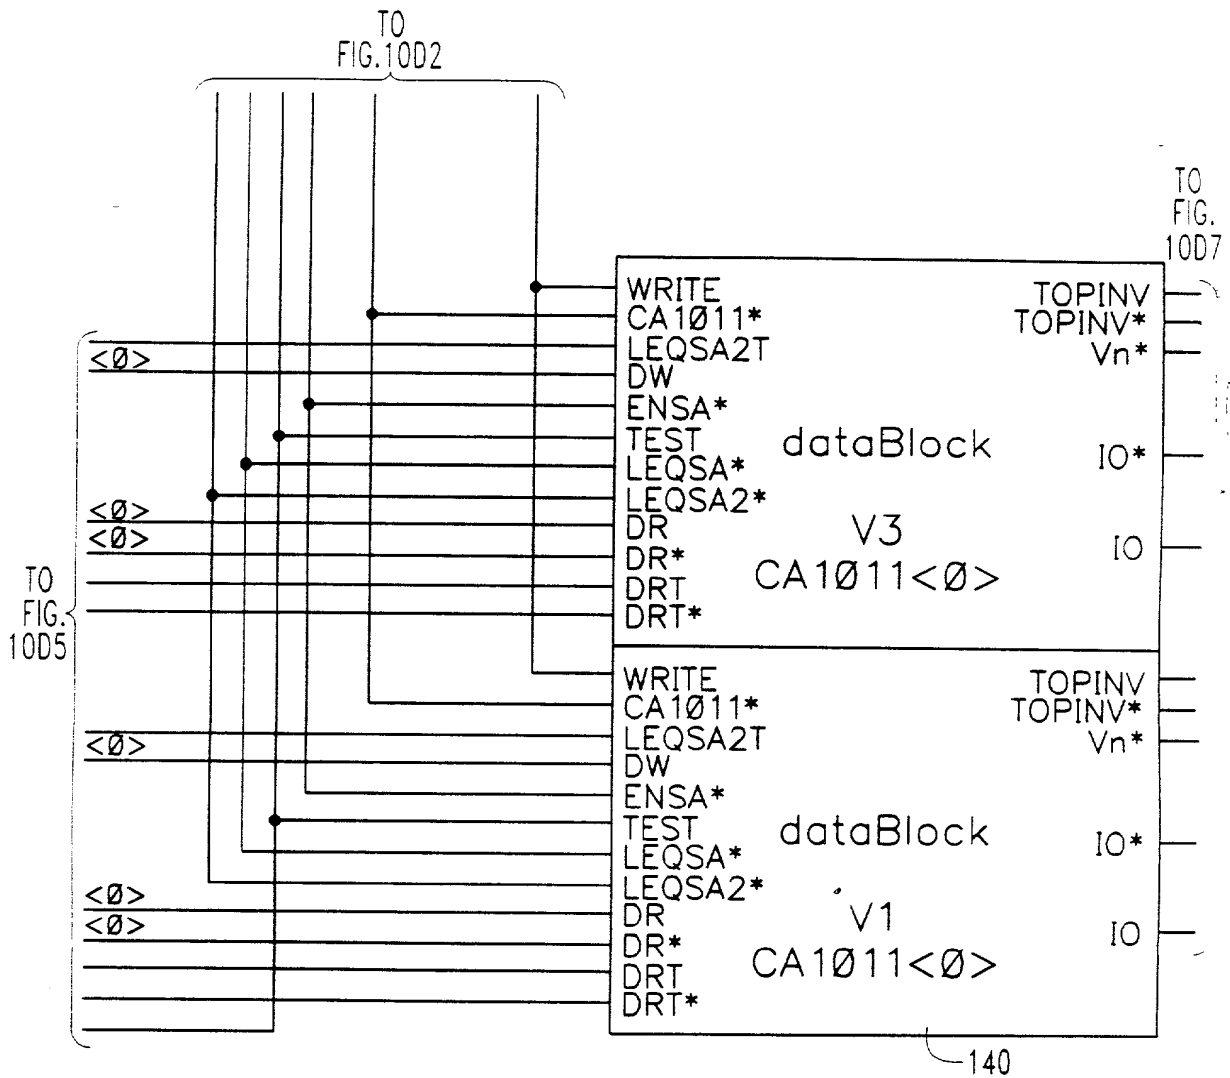 TO
FIG.10D2
TO
FIG.
10D7
WRITE
CA1Ø11*
LEQSA2T
<Ø>
DW
ENSA*
TEST
LEQSA*
LEQSA2*
<Ø>
DR
<Ø>
DR*
DRT
DRT*
dataBlock
V3
CA1Ø11<Ø>
TOPINV
TOPINV*
Vn*
IO*
IO
TO
FIG.
10D5
WRITE
CA1Ø11*
LEQSA2T
<Ø>
DW
ENSA*
TEST
LEQSA*
LEQSA2*
<Ø>
DR
<Ø>
DR*
DRT
DRT*
dataBlock
V1
CA1Ø11<Ø>
TOPINV
TOPINV*
Vn*
IO*
IO
140